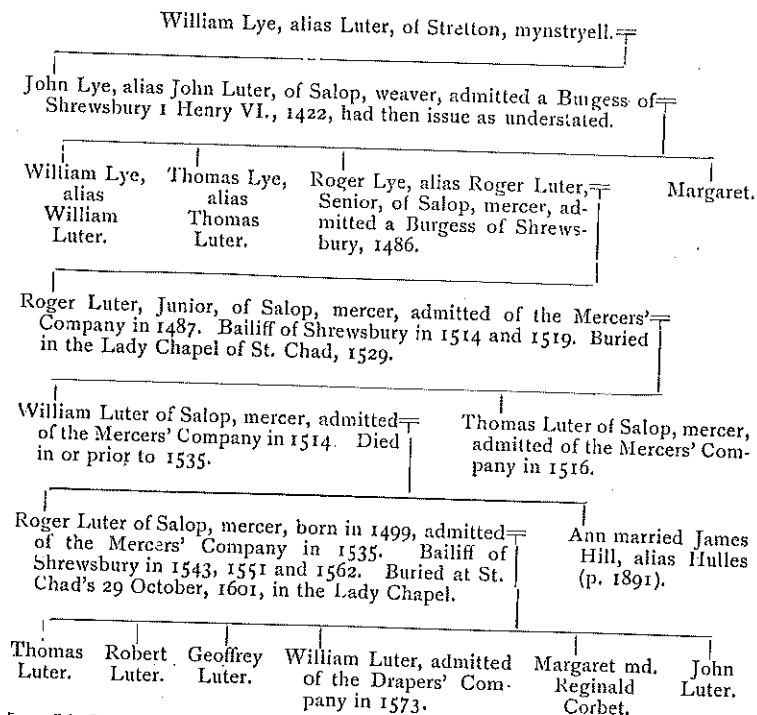 William Lye, alias Luter, of Stretton, mynstryell.
John Lye, alias John Luter, of Salop, weaver, admitted a Burgess of
Shrewsbury 1 Henry VI., 1422, had then issue as understated.
William Lye,
alias
William
Luter.
Thomas Lye,
alias
Thomas
Luter.
Roger Lye, alias Roger Luter,
Senior, of Salop, mercer, ad-
mitted a Burgess of Shrews-
bury, 1486.
Margaret.
Roger Luter, Junior, of Salop, mercer, admitted of the Mercers'
Company in 1487. Bailiff of Shrewsbury in 1514 and 1519. Buried
in the Lady Chapel of St. Chad, 1529.
William Luter of Salop, mercer, admitted
of the Mercers' Company in 1514. Died
in or prior to 1535.
Thomas Luter of Salop, mercer,
admitted of the Mercers' Com-
pany in 1516.
Roger Luter of Salop, mercer, born in 1499, admitted
of the Mercers' Company in 1535. Bailiff of
Shrewsbury in 1543, 1551 and 1562. Buried at St.
Chad's 29 October, 1601, in the Lady Chapel.
Ann married James
Hill, alias Hulles
(p. 1891).
Thomas
Luter.
Robert
Luter.
Geoffrey
Luter.
William Luter, admitted
of the Drapers' Com-
pany in 1573.
Margaret md.
Reginald
Corbet.
John
Luter.